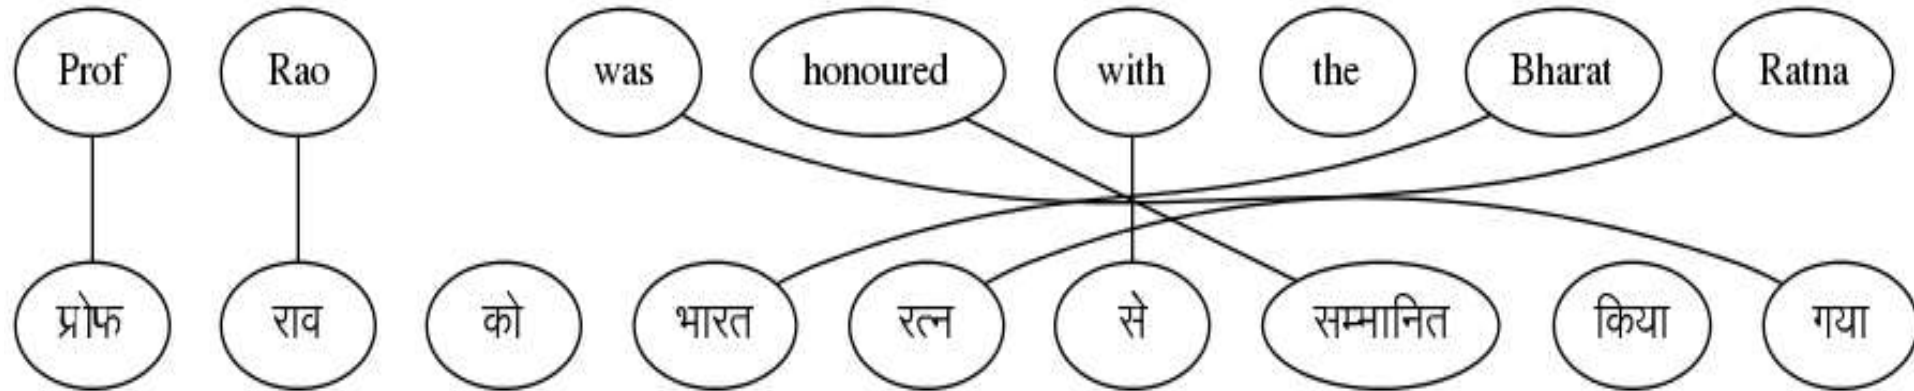 Prof Rao was honoured with the Bharat Ratna
प्रोफ राव को भारत रत्न से सम्मानित किया गया